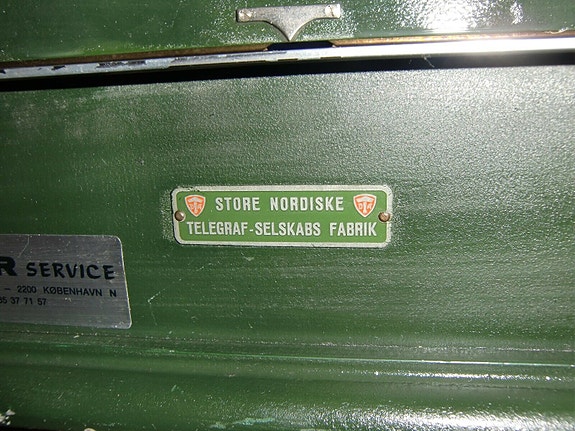 STORE NORDISKE
TELEGRAF-SELSKABS FABRIK
R SERVICE
– 2200 KØBENHAVN N
35 37 71 57